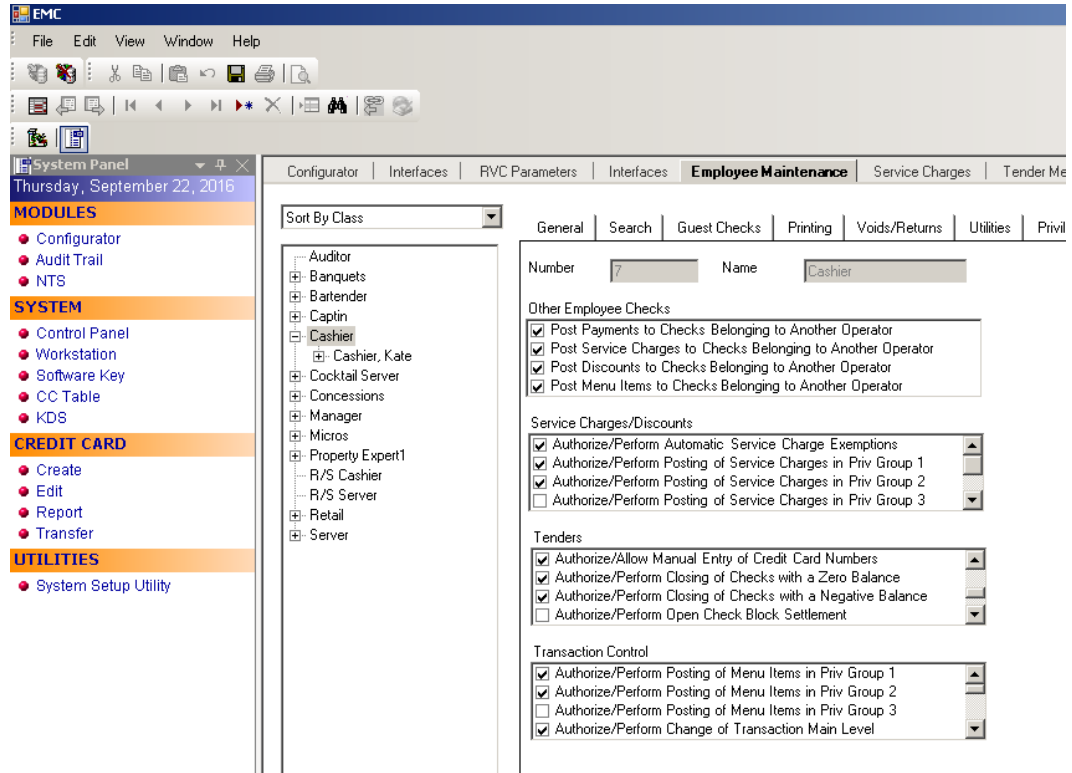 EMC
File Edit View Window Help
System Panel
Thursday, September 22, 2016
MODULES
Configurator
Audit Trail
NTS
SYSTEM
Control Panel
Workstation
Software Key
CC Table
KDS
CREDIT CARD
Create
Edit
Report
Transfer
UTILITIES
System Setup Utility
Configurator Interfaces RVC Parameters Interfaces Employee Maintenance Service Charges Tender Me
Sort By Class
Auditor
Banquets
Bartender
Captin
Cashier
Cashier, Kate
Cocktail Server
Concessions
Manager
Micros
Property Expert1
R/S Cashier
R/S Server
Retail
Server
General Search Guest Checks Printing Voids/Returns Utilities Privil
Number 7 Name Cashier
Other Employee Checks
Post Payments to Checks Belonging to Another Operator
Post Service Charges to Checks Belonging to Another Operator
Post Discounts to Checks Belonging to Another Operator
Post Menu Items to Checks Belonging to Another Operator
Service Charges/Discounts
Authorize/Perform Automatic Service Charge Exemptions
Authorize/Perform Posting of Service Charges in Priv Group 1
Authorize/Perform Posting of Service Charges in Priv Group 2
Authorize/Perform Posting of Service Charges in Priv Group 3
Tenders
Authorize/Allow Manual Entry of Credit Card Numbers
Authorize/Perform Closing of Checks with a Zero Balance
Authorize/Perform Closing of Checks with a Negative Balance
Authorize/Perform Open Check Block Settlement
Transaction Control
Authorize/Perform Posting of Menu Items in Priv Group 1
Authorize/Perform Posting of Menu Items in Priv Group 2
Authorize/Perform Posting of Menu Items in Priv Group 3
Authorize/Perform Change of Transaction Main Level